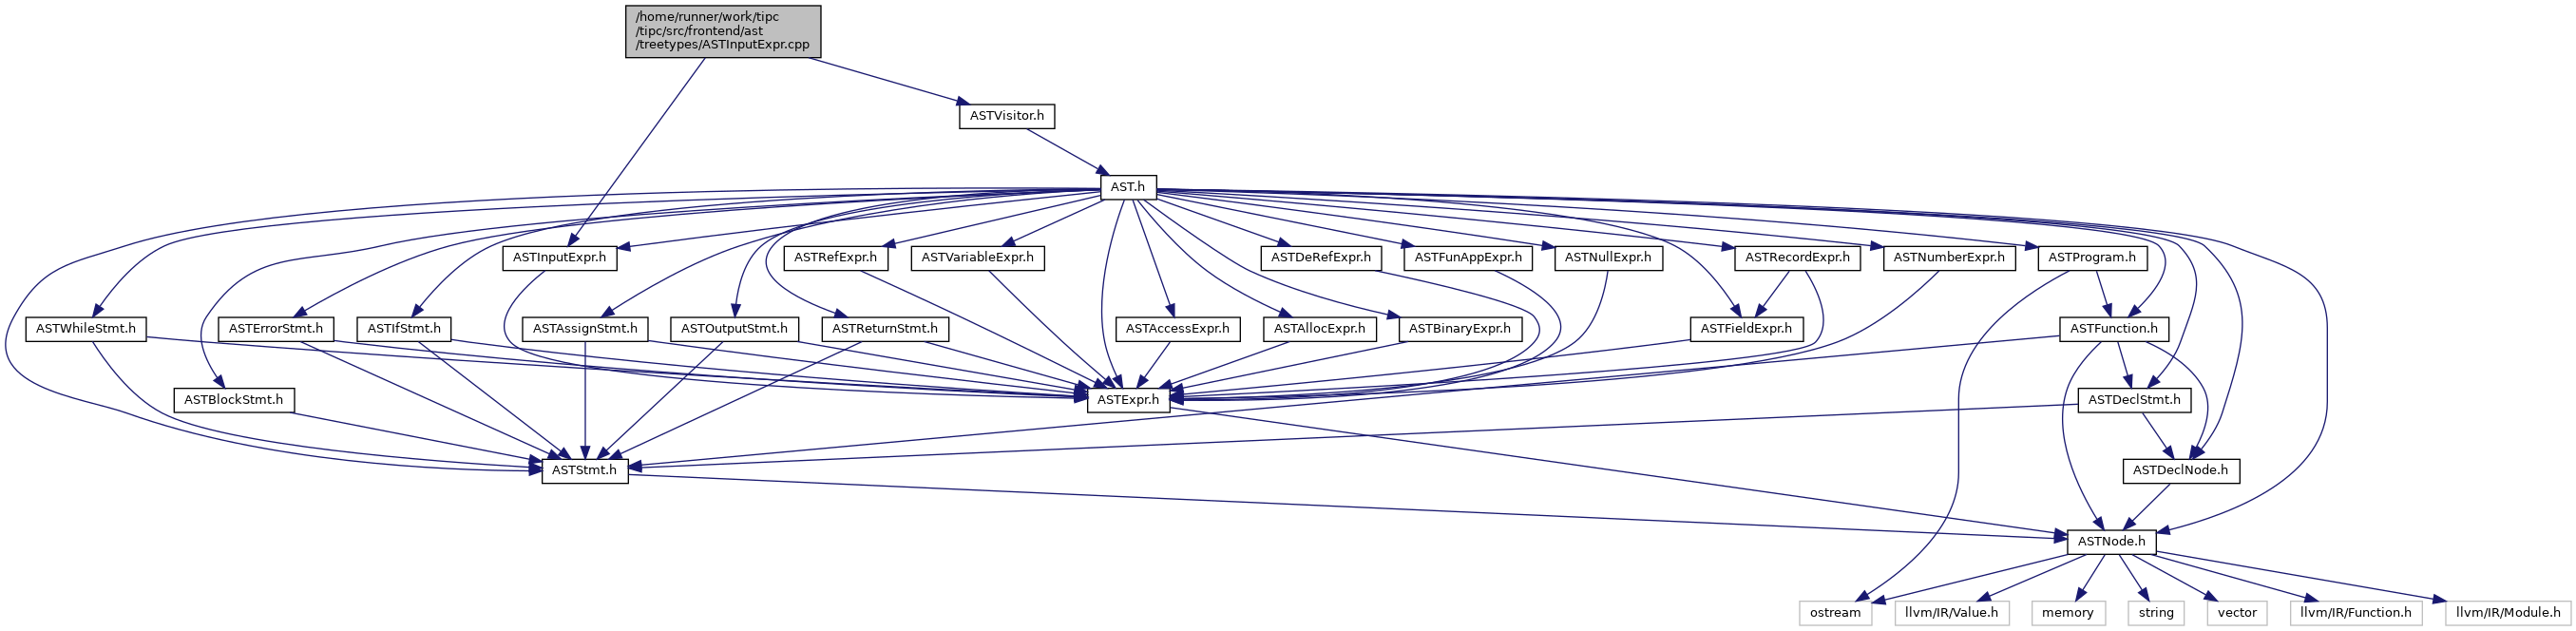 /home/runner/work/tipc
/tipc/src/frontend/ast
/treetypes/ASTInputExpr.cpp
ASTVisitor.h
AST.h
ASTInputExpr.h
ASTRefExpr.h
ASTVariableExpr.h
ASTDeRefExpr.h
ASTFunAppExpr.h
ASTNullExpr.h
ASTRecordExpr.h
ASTNumberExpr.h
ASTProgram.h
ASTWhileStmt.h
ASTErrorStmt.h
ASTIfStmt.h
ASTAssignStmt.h
ASTOutputStmt.h
ASTReturnStmt.h
ASTAccessExpr.h
ASTAllocExpr.h
ASTBinaryExpr.h
ASTFieldExpr.h
ASTFunction.h
ASTBlockStmt.h
ASTExpr.h
ASTDeclStmt.h
ASTStmt.h
ASTDeclNode.h
ASTNode.h
ostream
llvm/IR/Value.h
memory
string
vector
llvm/IR/Function.h
llvm/IR/Module.h